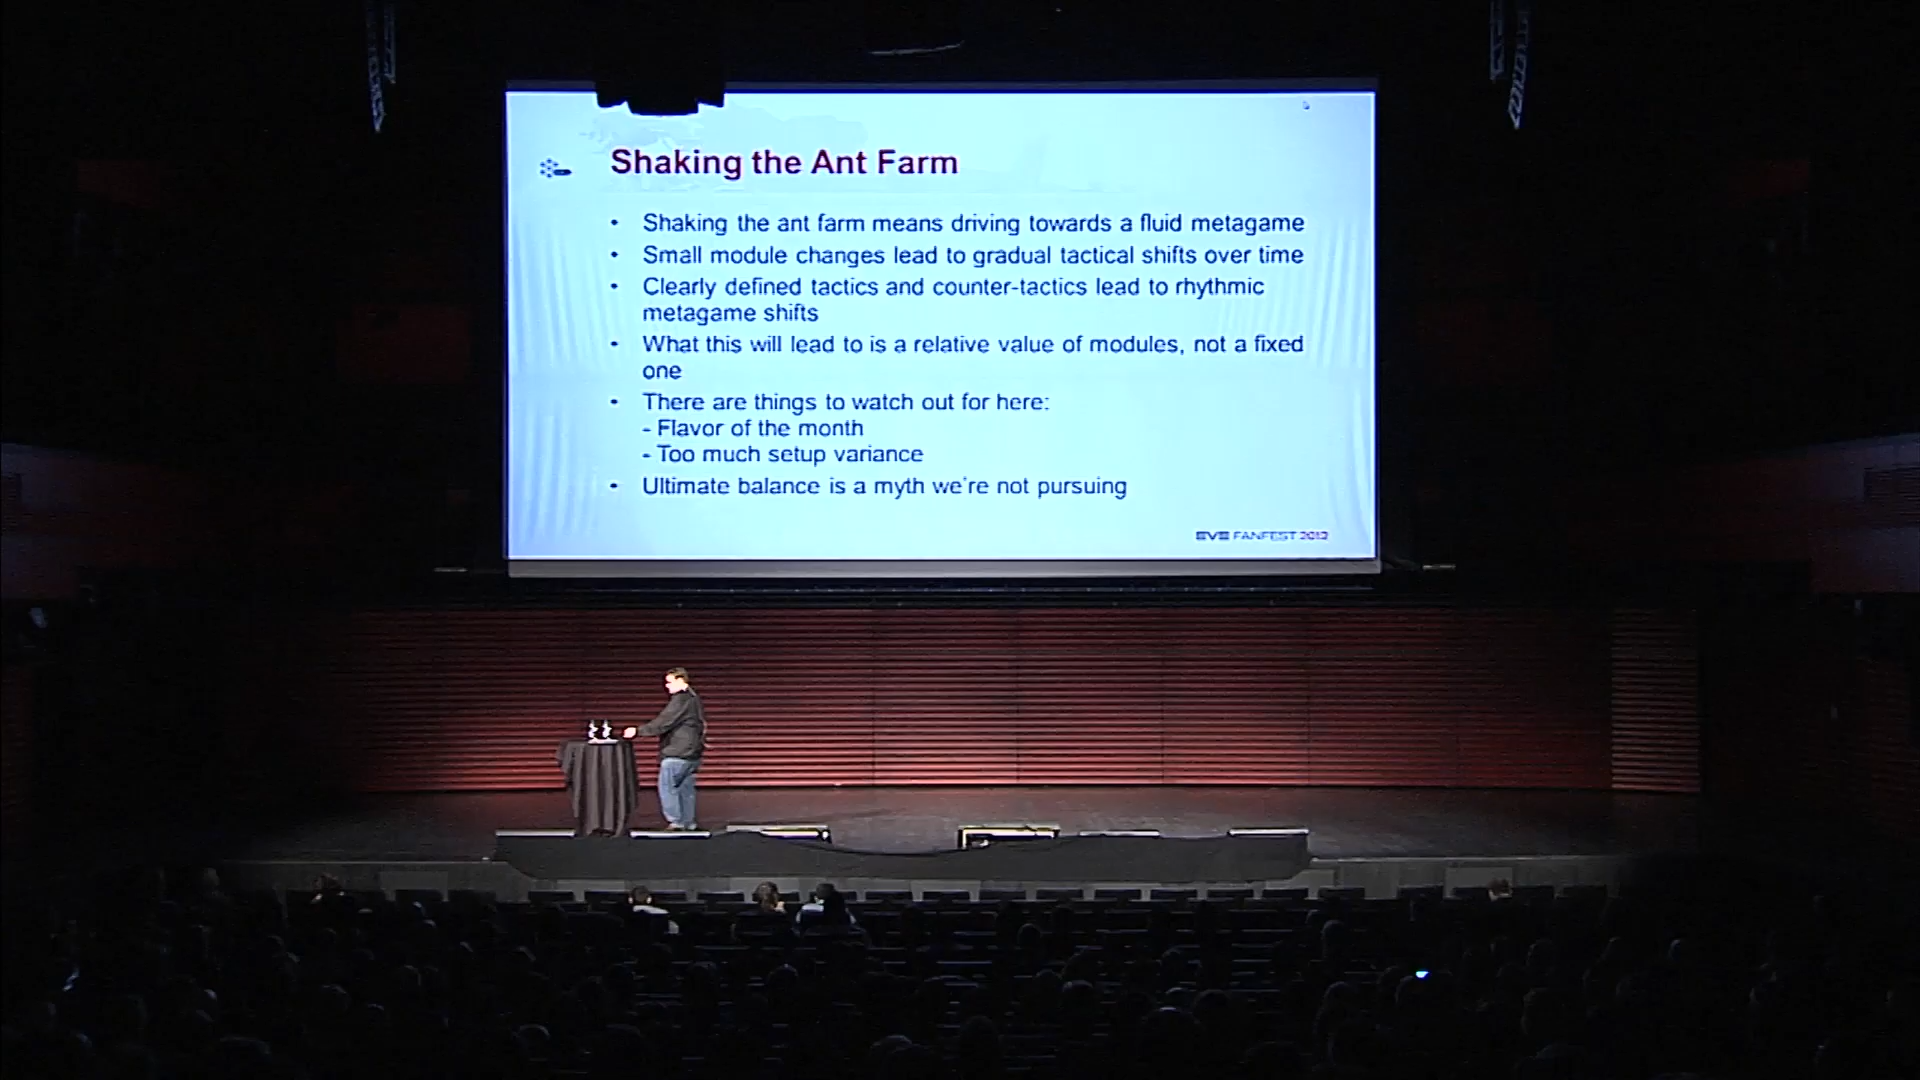 Shaking the Ant Farm
• Shaking the ant farm means driving towards a fluid metagame
• Small module changes lead to gradual tactical shifts over time
• Clearly defined tactics and counter-tactics lead to rhythmic
metagame shifts
• What this will lead to is a relative value of modules, not a fixed
one
• There are things to watch out for here:
- Flavor of the month
- Too much setup variance
• Ultimate balance is a myth we're not pursuing
EVE FANFEST 2012